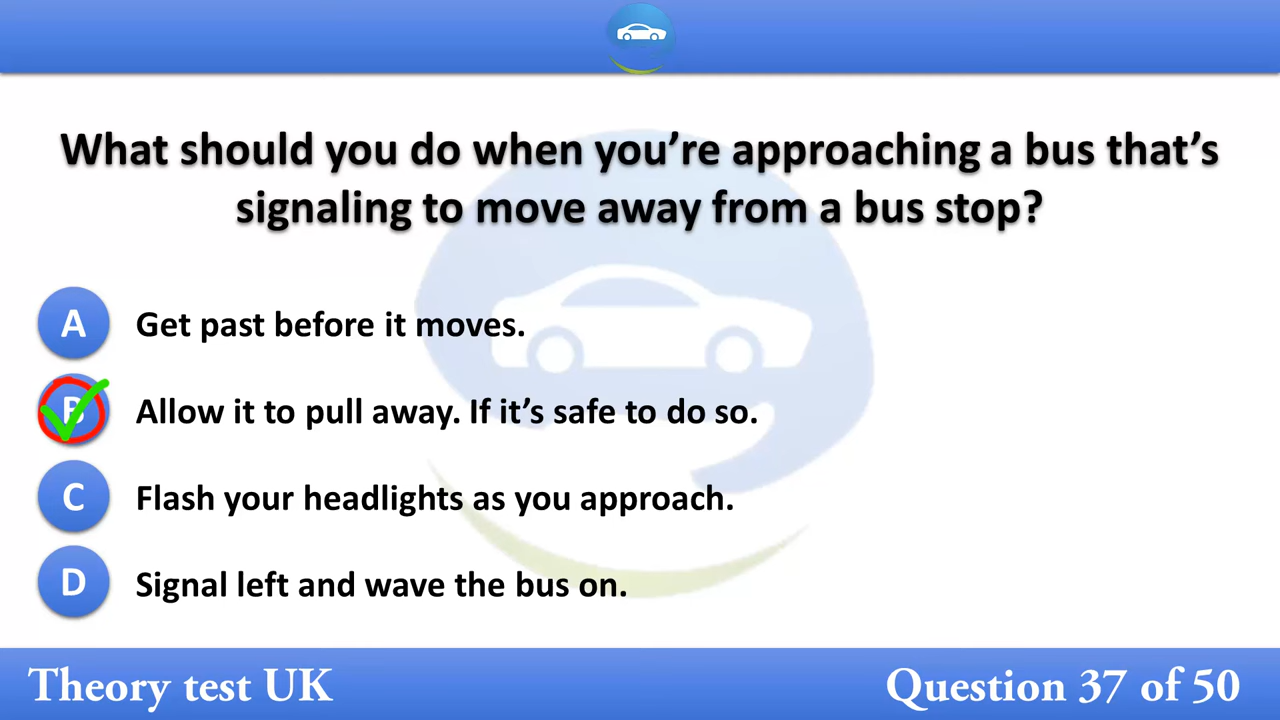 What should you do when you're approaching a bus that's
signaling to move away from a bus stop?
A Get past before it moves.
B Allow it to pull away. If it's safe to do so.
C Flash your headlights as you approach.
D Signal left and wave the bus on.
Theory test UK Question 37 of 50